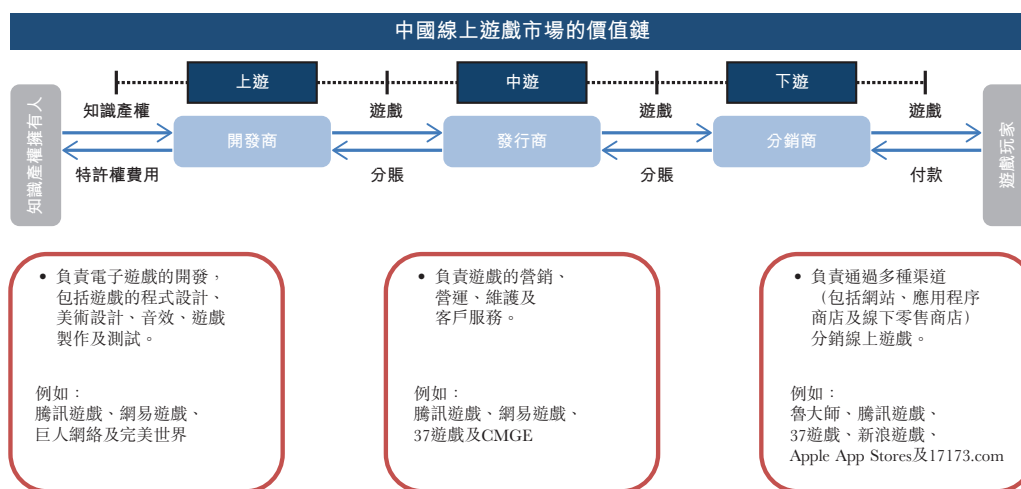 中國線上遊戲市場的價值鏈
上遊
中遊
下遊
知識產權擁有人
知識產權
遊戲
遊戲
遊戲
開發商
發行商
分銷商
遊戲玩家
特許權費用
分賬
分賬
付款
• 負責電子遊戲的開發，
包括遊戲的程式設計、
美術設計、音效、遊戲
製作及測試。
例如：
騰訊遊戲、網易遊戲、
巨人網絡及完美世界
• 負責遊戲的營銷、
營運、維護及
客戶服務。
例如：
騰訊遊戲、網易遊戲、
37遊戲及CMGE
• 負責通過多種渠道
（包括網站、應用程序
商店及線下零售商店）
分銷線上遊戲。
例如：
魯大師、騰訊遊戲、
37遊戲、新浪遊戲、
Apple App Stores及17173.com